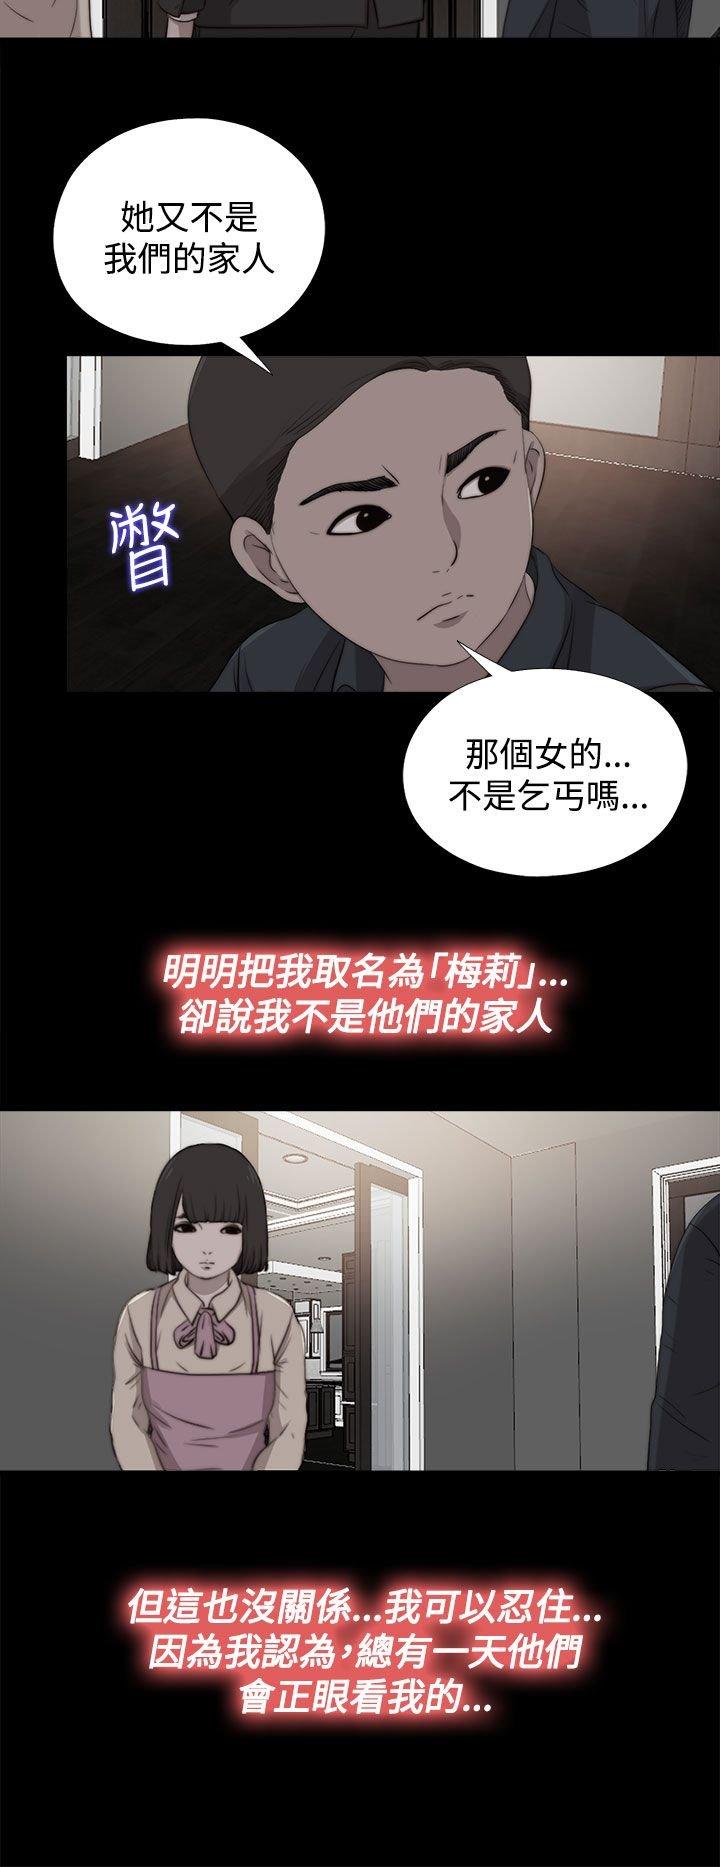 她又不是
我們的家人
瞥
那個女的...
不是乞丐嗎...
明明把我取名為「梅莉」...
卻說我不是他們的家人
但這也沒關係...我可以忍住...
因為我認為，總有一天他們
會正眼看我的...